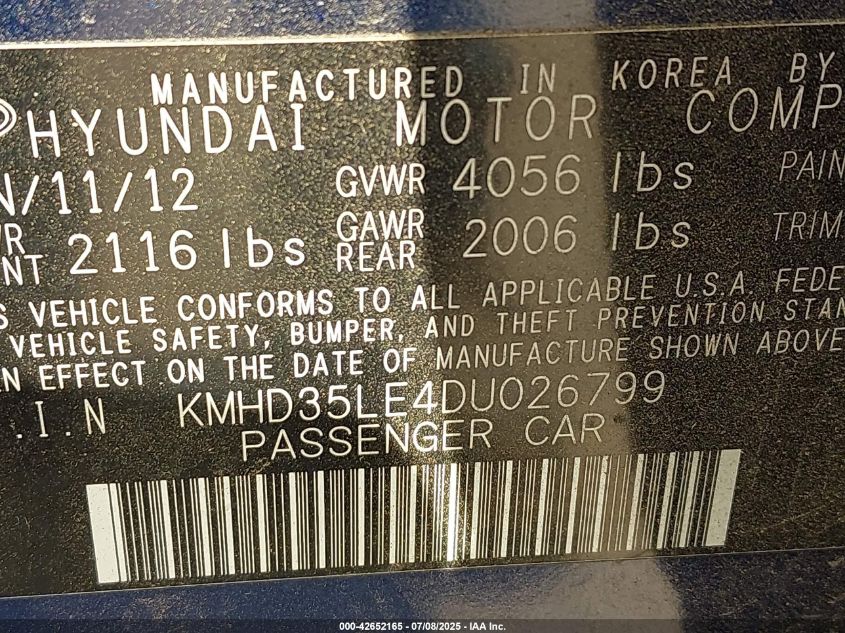 MANUFACTURED IN KOREA BY
HYUNDAI MOTOR COMP
N/11/12 GVWR 4056 lbs PAIN
WR 2116 lbs GAWR 2006 lbs TRIM
NT REAR
S VEHICLE CONFORMS TO ALL APPLICABLE U.S.A. FEDE
VEHICLE SAFETY, BUMPER, AND THEFT PREVENTION STAN
N EFFECT ON THE DATE OF MANUFACTURE SHOWN ABOVE
.I.N KMHD35LE4DU026799
PASSENGER CAR
000-42652165 - 07/08/2025 - IAA Inc.